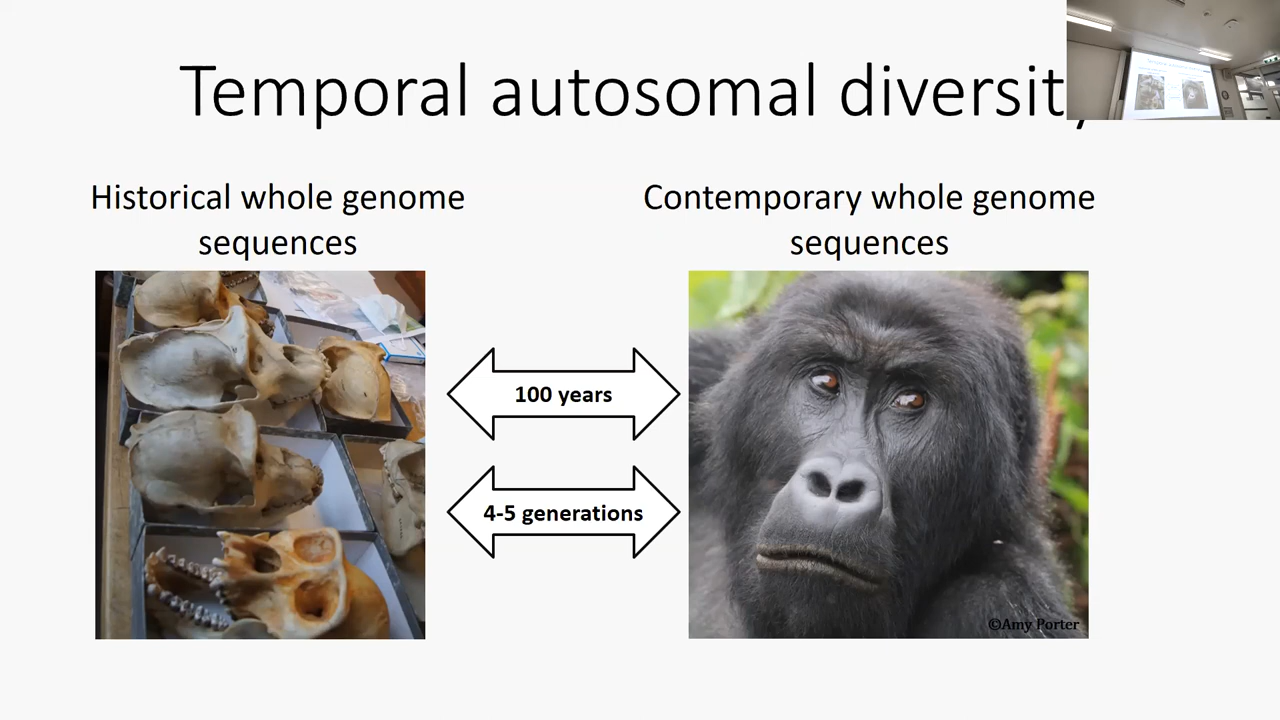 Temporal autosomal diversity
Historical whole genome
sequences
Contemporary whole genome
sequences
100 years
4-5 generations
©Amy Porter